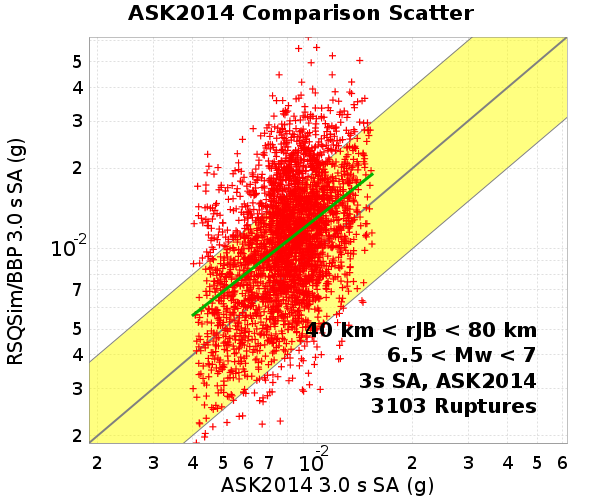 ASK2014 Comparison Scatter
RSQSim/BBP 3.0 s SA (g)
5
4
3
2
10-2
7
5
4
3
2
40 km < rJB < 80 km
6.5 < Mw < 7
3s SA, ASK2014
3103 Ruptures
2 3 4 5 6 7 10-2 2 3 4 5 6
ASK2014 3.0 s SA (g)